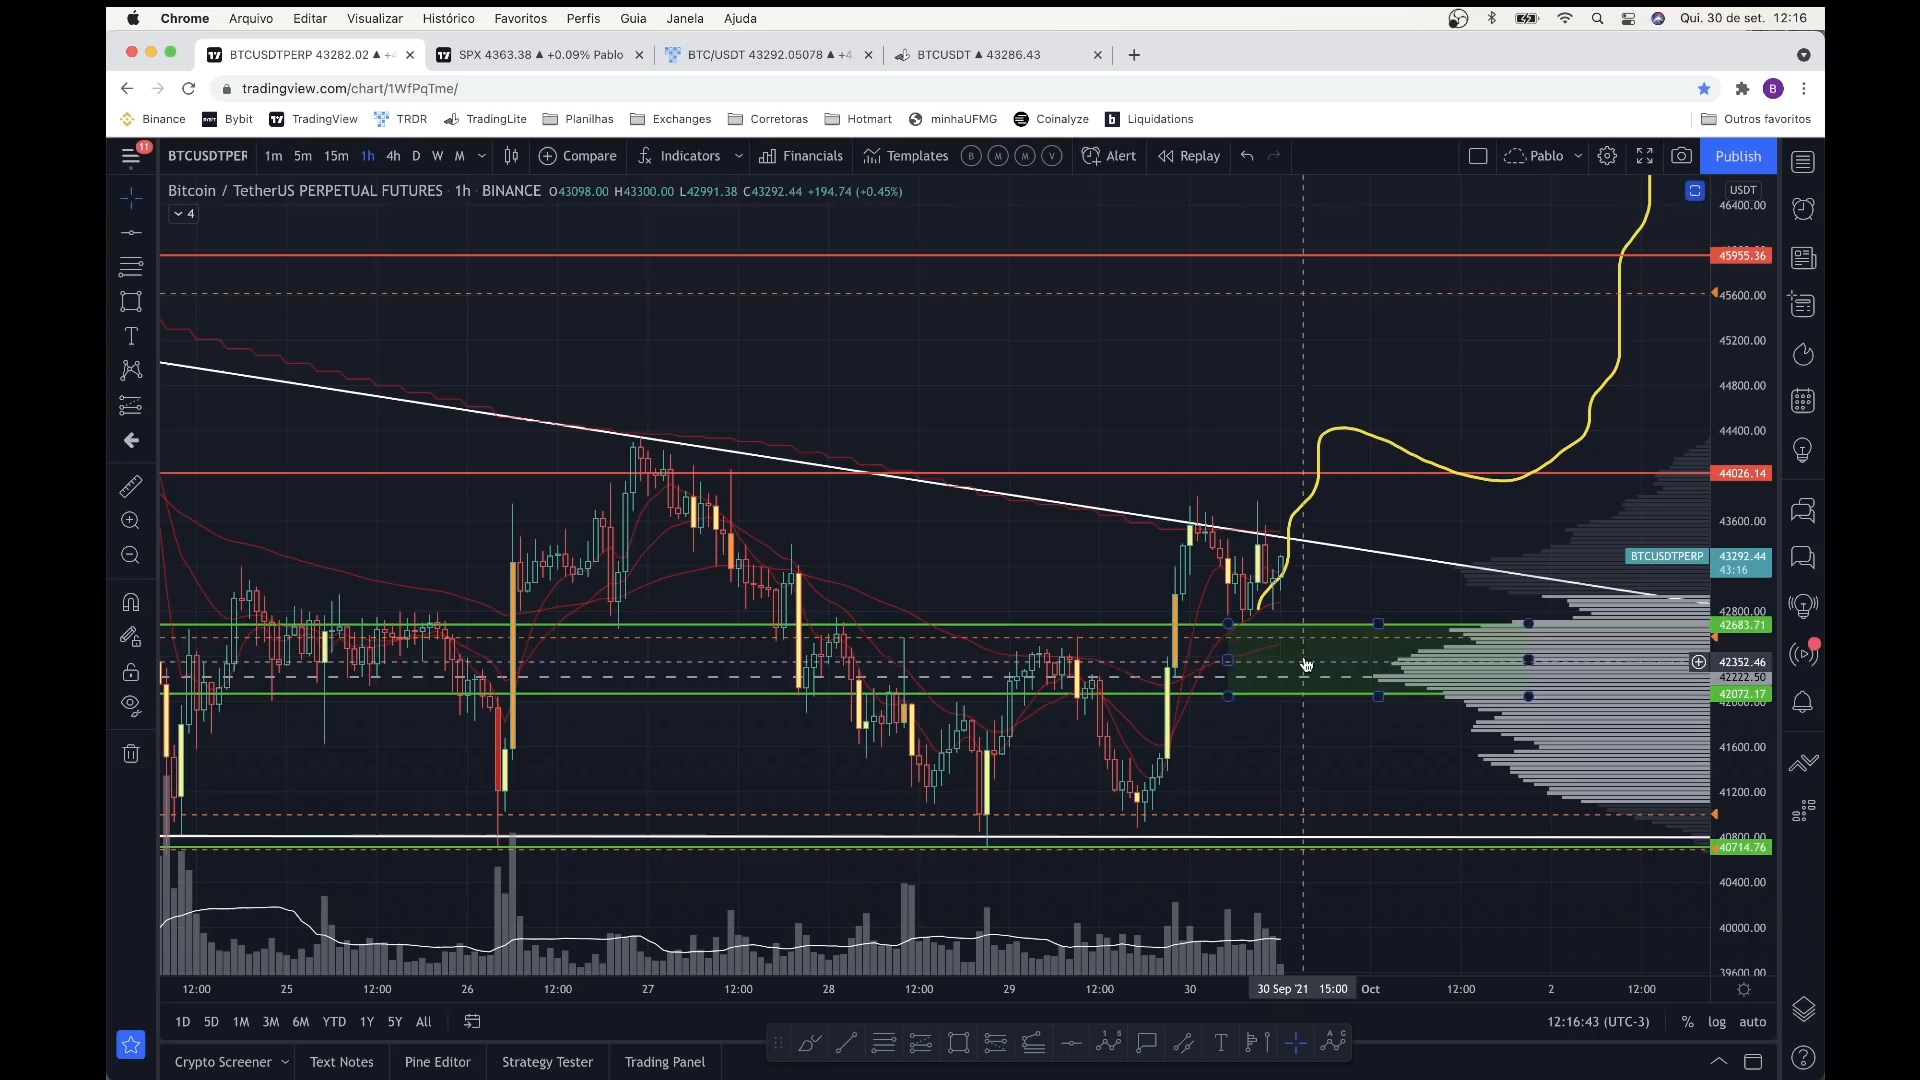 Chrome Arquivo Editar Visualizar Histórico Favoritos Perfis Guia Janela Ajuda Qui. 30 de set. 12:16
BTCUSDTPERP 43282.02 ▲ +4 SPX 4363.38 ▲ +0.09% Pablo BTC/USDT 43292.05078 ▲ +4. BTCUSDT ▲ 43286.43
tradingview.com/chart/1WfPqTme/ B
Binance Bybit TradingView TRDR TradingLite Planilhas Exchanges Corretoras Hotmart minhaUFMG Coinalyze Liquidations Outros favoritos
11
BTCUSDTPER 1m 5m 15m 1h 4h D W M Compare Indicators Financials Templates B M M V Alert Replay Pablo Publish
Bitcoin / TetherUS PERPETUAL FUTURES · 1h · BINANCE O43098.00 H43300.00 L42991.38 C43292.44 +194.74 (+0.45%)
USDT
4
46400.00
45955.36
45600.00
45200.00
44800.00
44400.00
44026.14
43600.00
BTCUSDTPERP 43292.44
43:16
42800.00
42683.71
42352.46
42222.50
42072.17
42000.00
41600.00
41200.00
40800.00
40714.76
40400.00
40000.00
39600.00
12:00 25 12:00 26 12:00 27 12:00 28 12:00 29 12:00 30 30 Sep '21 15:00 Oct 12:00 2 12:00
1D 5D 1M 3M 6M YTD 1Y 5Y All 12:16:43 (UTC-3) % log auto
Crypto Screener Text Notes Pine Editor Strategy Tester Trading Panel